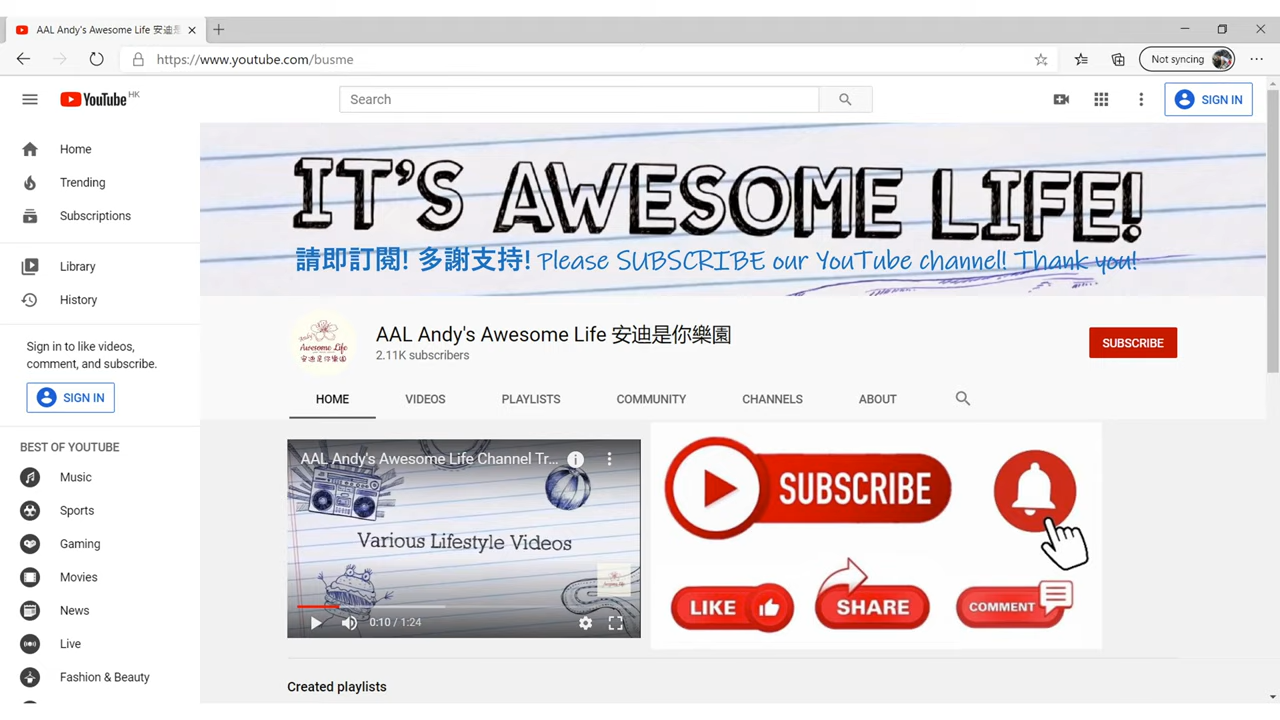 AAL Andy's Awesome Life 安迪是
Not syncing
https://www.youtube.com/busme
YouTube HK
Search
SIGN IN
Home
Trending
Subscriptions
Library
History
Sign in to like videos,
comment, and subscribe.
SIGN IN
BEST OF YOUTUBE
Music
Sports
Gaming
Movies
News
Live
Fashion & Beauty
IT'S AWESOME LIFE!
請即訂閱! 多謝支持! Please SUBSCRIBE our YouTube channel! Thank you!
Andy's
Awesome Life
安迪是你樂園
AAL Andy's Awesome Life 安迪是你樂園
2.11K subscribers
SUBSCRIBE
HOME VIDEOS PLAYLISTS COMMUNITY CHANNELS ABOUT
AAL Andy's Awesome Life Channel Tr...
Various Lifestyle Videos
0:10 / 1:24
SUBSCRIBE
LIKE SHARE COMMENT
Created playlists